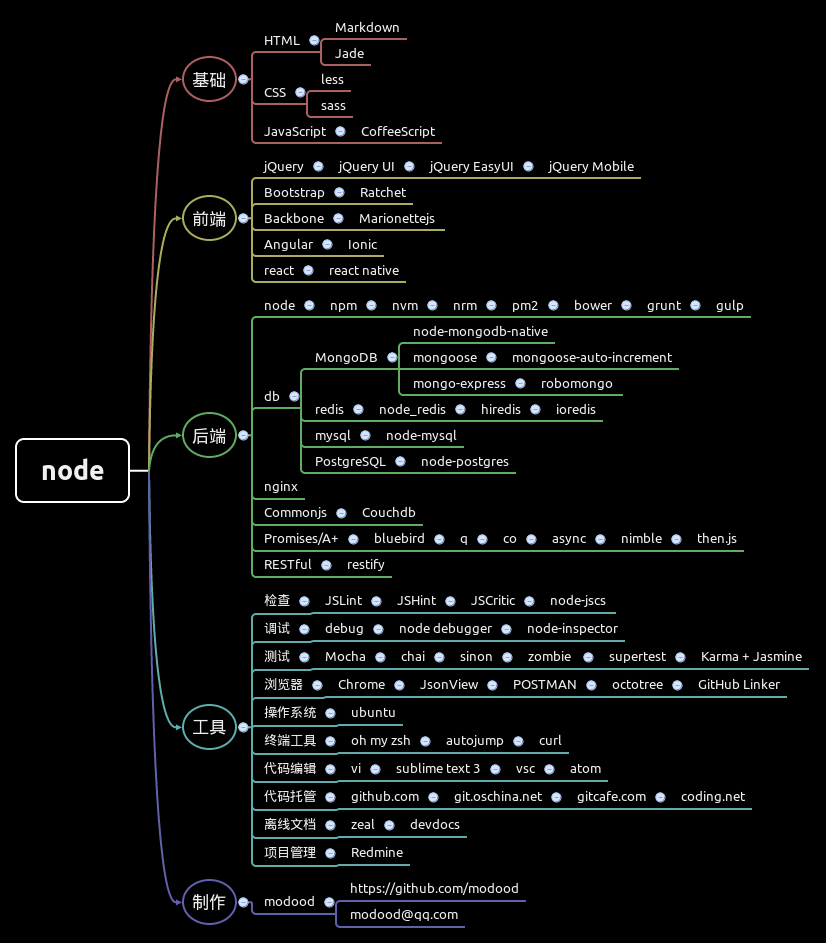 node
基础
HTML Markdown
Jade
CSS less
sass
JavaScript CoffeeScript
前端
jQuery jQuery UI jQuery EasyUI jQuery Mobile
Bootstrap Ratchet
Backbone Marionettejs
Angular Ionic
react react native
后端
node npm nvm nrm pm2 bower grunt gulp
db
MongoDB
node-mongodb-native
mongoose mongoose-auto-increment
mongo-express robomongo
redis node_redis hiredis ioredis
mysql node-mysql
PostgreSQL node-postgres
nginx
Commonjs Couchdb
Promises/A+ bluebird q co async nimble then.js
RESTful restify
工具
检查 JSLint JSHint JSCritic node-jscs
调试 debug node debugger node-inspector
测试 Mocha chai sinon zombie supertest Karma + Jasmine
浏览器 Chrome JsonView POSTMAN octotree GitHub Linker
操作系统 ubuntu
终端工具 oh my zsh autojump curl
代码编辑 vi sublime text 3 vsc atom
代码托管 github.com git.oschina.net gitcafe.com coding.net
离线文档 zeal devdocs
项目管理 Redmine
制作
modood
https://github.com/modood
modood@qq.com